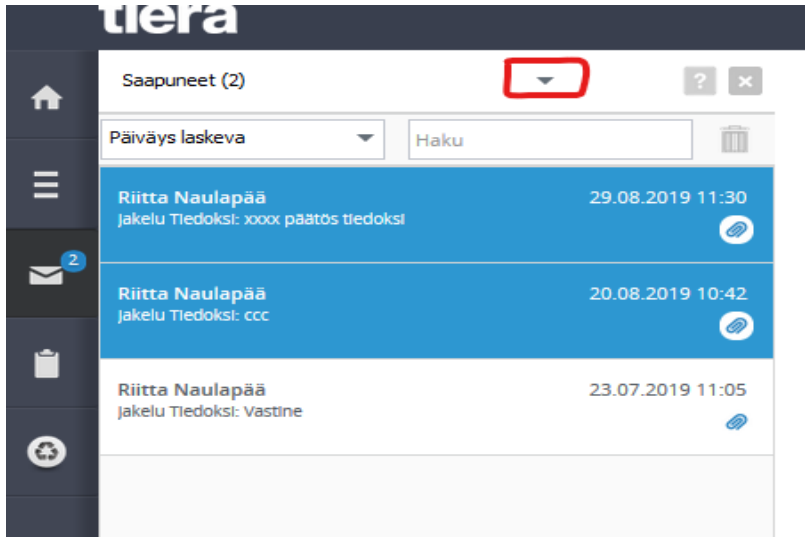 tiera
Saapuneet (2)
?
Päiväys laskeva
Haku
Riitta Naulapää 29.08.2019 11:30
Jakelu Tiedoksi: xxxx päätös tiedoksi
2
Riitta Naulapää 20.08.2019 10:42
Jakelu Tiedoksi: ccc
Riitta Naulapää 23.07.2019 11:05
Jakelu Tiedoksi: Vastine